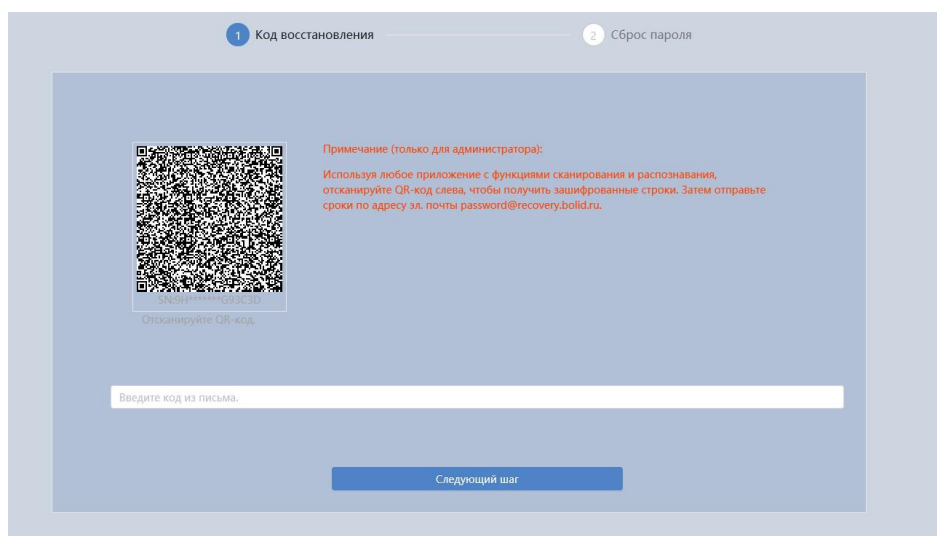 1 Код восстановления
2 Сброс пароля
Примечание (только для администратора):
Используя любое приложение с функциями сканирования и распознавания,
отсканируйте QR-код слева, чтобы получить зашифрованные строки. Затем отправьте
сроки по адресу эл. почты password@recovery.bolid.ru.
SN:9H*******G93C3D
Отсканируйте QR-код.
Введите код из письма.
Следующий шаг